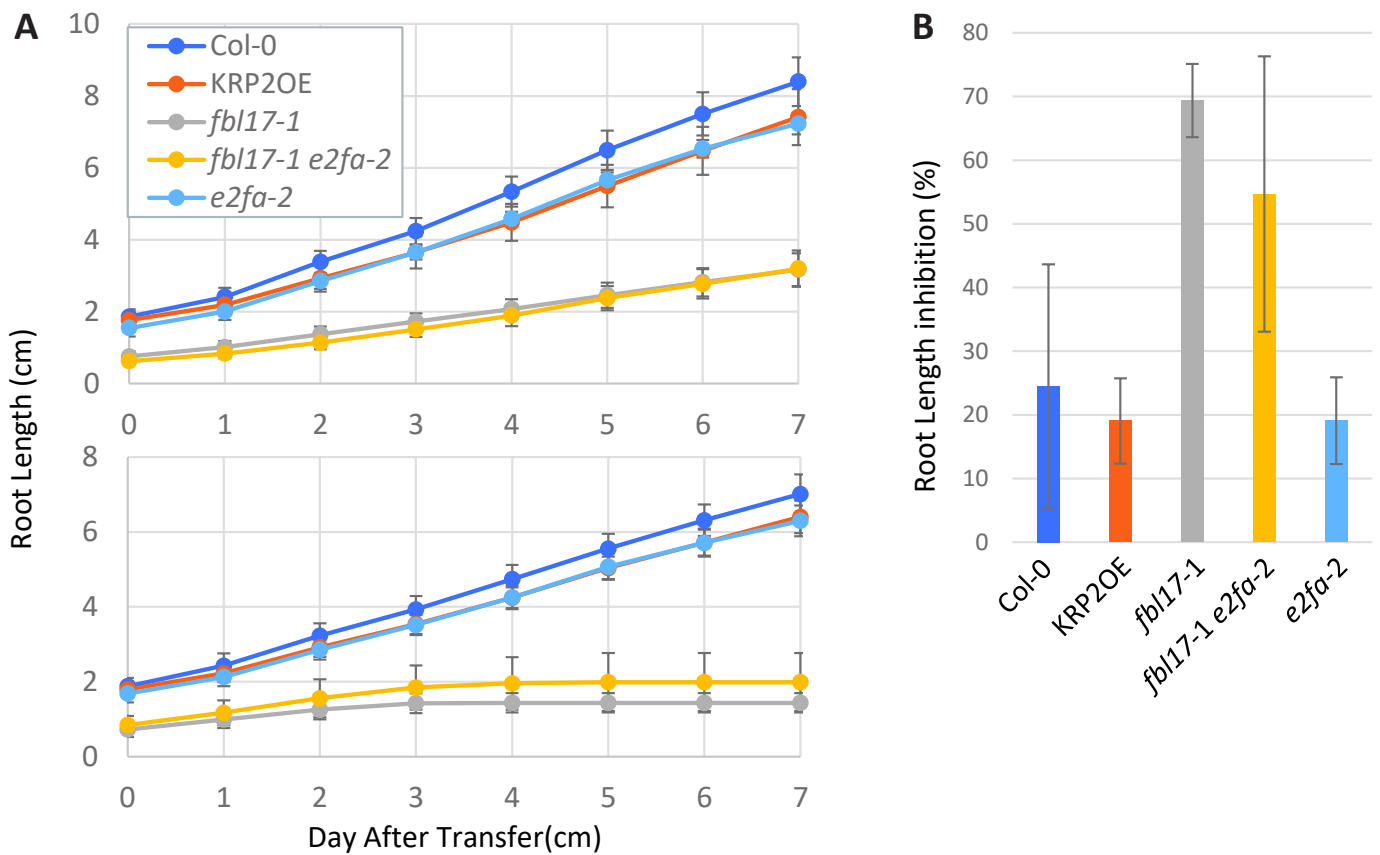 A
Root Length (cm)
10
8
6
4
2
0
Col-0
KRP2OE
fbl17-1
fbl17-1 e2fa-2
e2fa-2
0 1 2 3 4 5 6 7
8
6
4
2
0
0 1 2 3 4 5 6 7
Day After Transfer(cm)
B
Root Length inhibition (%)
80
70
60
50
40
30
20
10
0
Col-0
KRP2OE
fbl17-1
fbl17-1 e2fa-2
e2fa-2